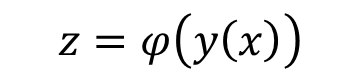 z = φ(y(x))